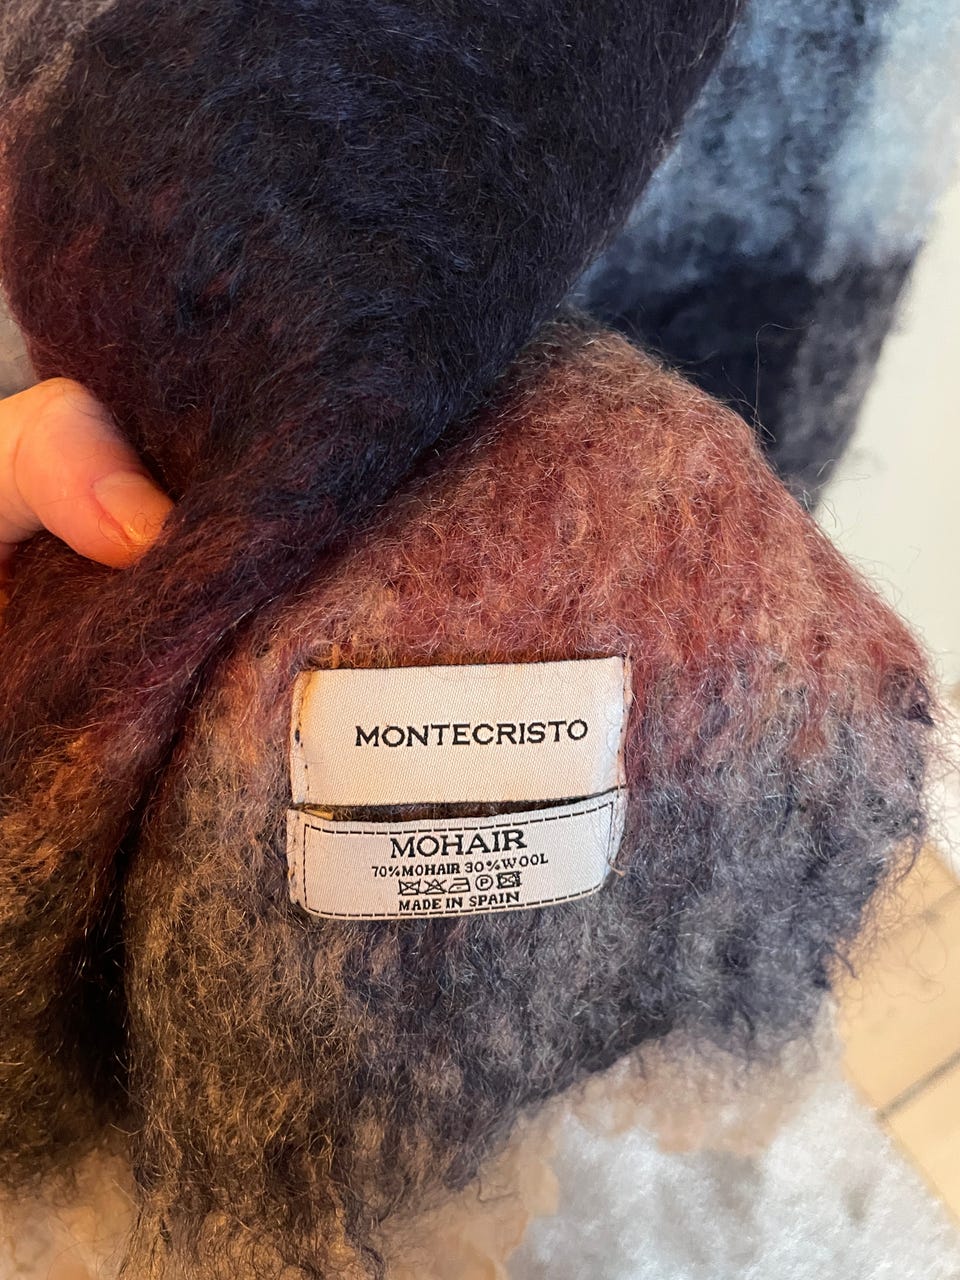 MONTECRISTO
MOHAIR
70%MOHAIR 30%WOOL
P
MADE IN SPAIN